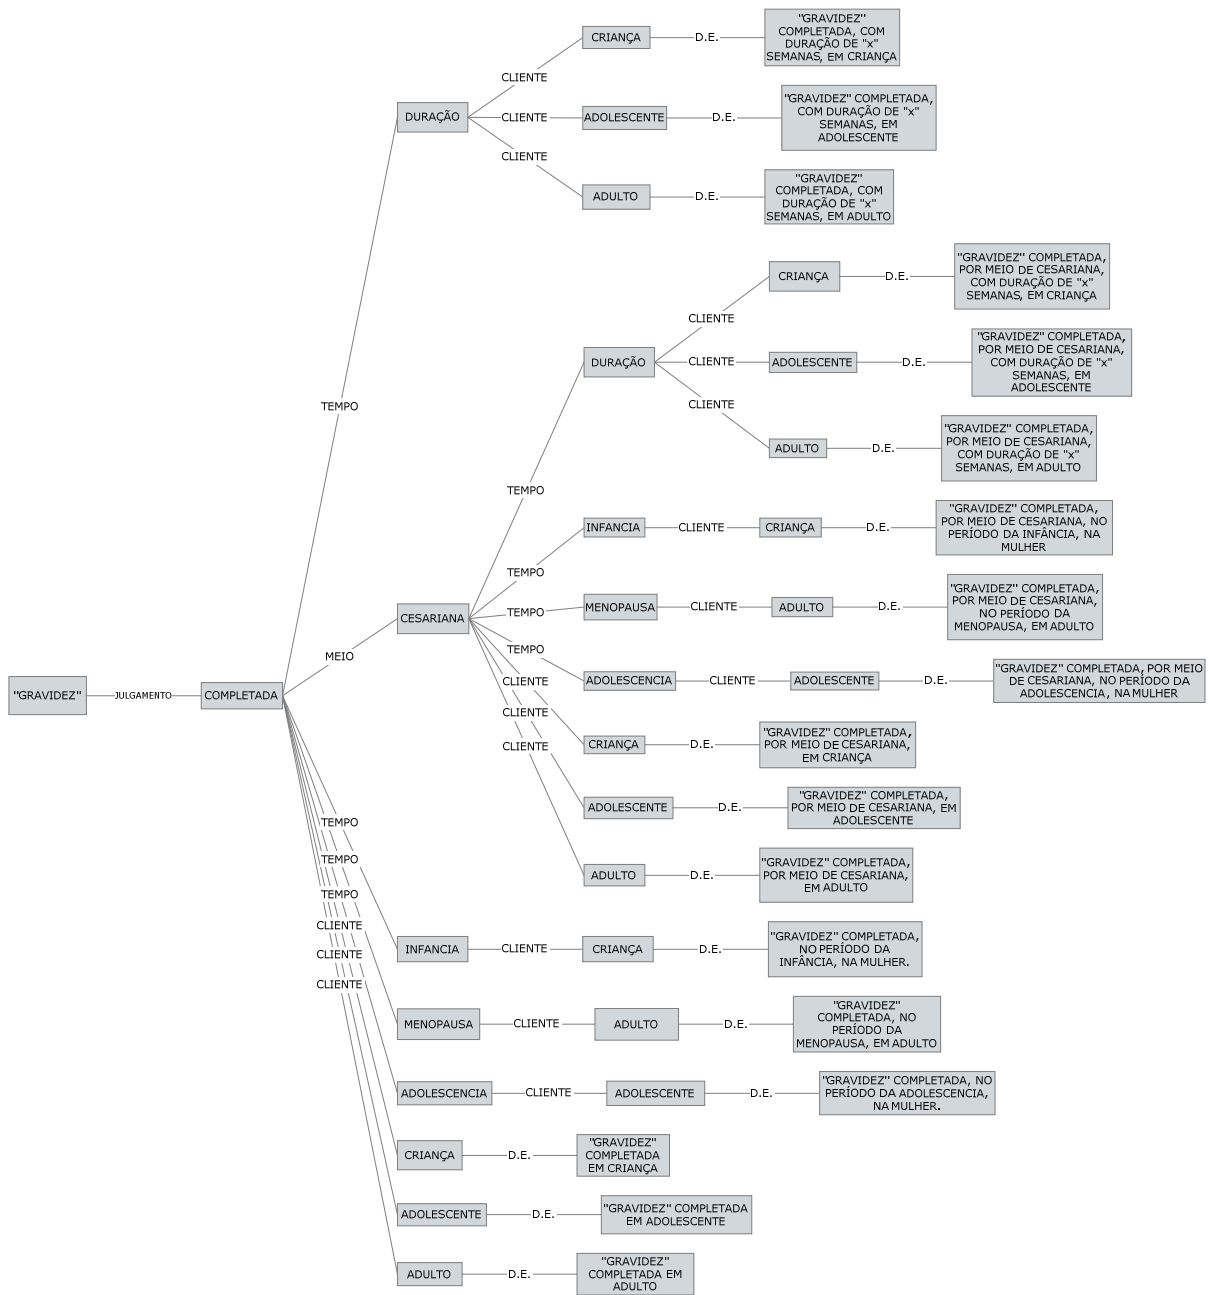 CRIANÇA
D.E.
"GRAVIDEZ"
COMPLETADA, COM
DURAÇÃO DE "x"
SEMANAS, EM CRIANÇA
CLIENTE
DURAÇÃO
CLIENTE
ADOLESCENTE
D.E.
"GRAVIDEZ" COMPLETADA,
COM DURAÇÃO DE "x"
SEMANAS, EM
ADOLESCENTE
CLIENTE
ADULTO
D.E.
"GRAVIDEZ"
COMPLETADA, COM
DURAÇÃO DE "x"
SEMANAS, EM ADULTO
CRIANÇA
D.E.
"GRAVIDEZ" COMPLETADA,
POR MEIO DE CESARIANA,
COM DURAÇÃO DE "x"
SEMANAS, EM CRIANÇA
CLIENTE
DURAÇÃO
CLIENTE
ADOLESCENTE
D.E.
"GRAVIDEZ" COMPLETADA,
POR MEIO DE CESARIANA,
COM DURAÇÃO DE "x"
SEMANAS, EM
ADOLESCENTE
CLIENTE
TEMPO
ADULTO
D.E.
"GRAVIDEZ" COMPLETADA,
POR MEIO DE CESARIANA,
COM DURAÇÃO DE "x"
SEMANAS, EM ADULTO
TEMPO
INFANCIA
CLIENTE
CRIANÇA
D.E.
"GRAVIDEZ" COMPLETADA,
POR MEIO DE CESARIANA, NO
PERÍODO DA INFÂNCIA, NA
MULHER
TEMPO
CESARIANA
TEMPO
MENOPAUSA
CLIENTE
ADULTO
D.E.
"GRAVIDEZ" COMPLETADA,
POR MEIO DE CESARIANA,
NO PERÍODO DA
MENOPAUSA, EM ADULTO
MEIO
TEMPO
"GRAVIDEZ"
JULGAMENTO
COMPLETADA
CLIENTE
ADOLESCENCIA
CLIENTE
ADOLESCENTE
D.E.
"GRAVIDEZ" COMPLETADA, POR MEIO
DE CESARIANA, NO PERÍODO DA
ADOLESCENCIA, NA MULHER
CLIENTE
CLIENTE
CRIANÇA
D.E.
"GRAVIDEZ" COMPLETADA,
POR MEIO DE CESARIANA,
EM CRIANÇA
ADOLESCENTE
D.E.
"GRAVIDEZ" COMPLETADA,
POR MEIO DE CESARIANA, EM
ADOLESCENTE
TEMPO
TEMPO
ADULTO
D.E.
"GRAVIDEZ" COMPLETADA,
POR MEIO DE CESARIANA,
EM ADULTO
TEMPO
CLIENTE
INFANCIA
CLIENTE
CRIANÇA
D.E.
"GRAVIDEZ" COMPLETADA,
NO PERÍODO DA
INFÂNCIA, NA MULHER.
CLIENTE
CLIENTE
MENOPAUSA
CLIENTE
ADULTO
D.E.
"GRAVIDEZ"
COMPLETADA, NO
PERÍODO DA
MENOPAUSA, EM ADULTO
ADOLESCENCIA
CLIENTE
ADOLESCENTE
D.E.
"GRAVIDEZ" COMPLETADA, NO
PERÍODO DA ADOLESCENCIA,
NA MULHER.
CRIANÇA
D.E.
"GRAVIDEZ"
COMPLETADA
EM CRIANÇA
ADOLESCENTE
D.E.
"GRAVIDEZ" COMPLETADA
EM ADOLESCENTE
ADULTO
D.E.
"GRAVIDEZ"
COMPLETADA EM
ADULTO